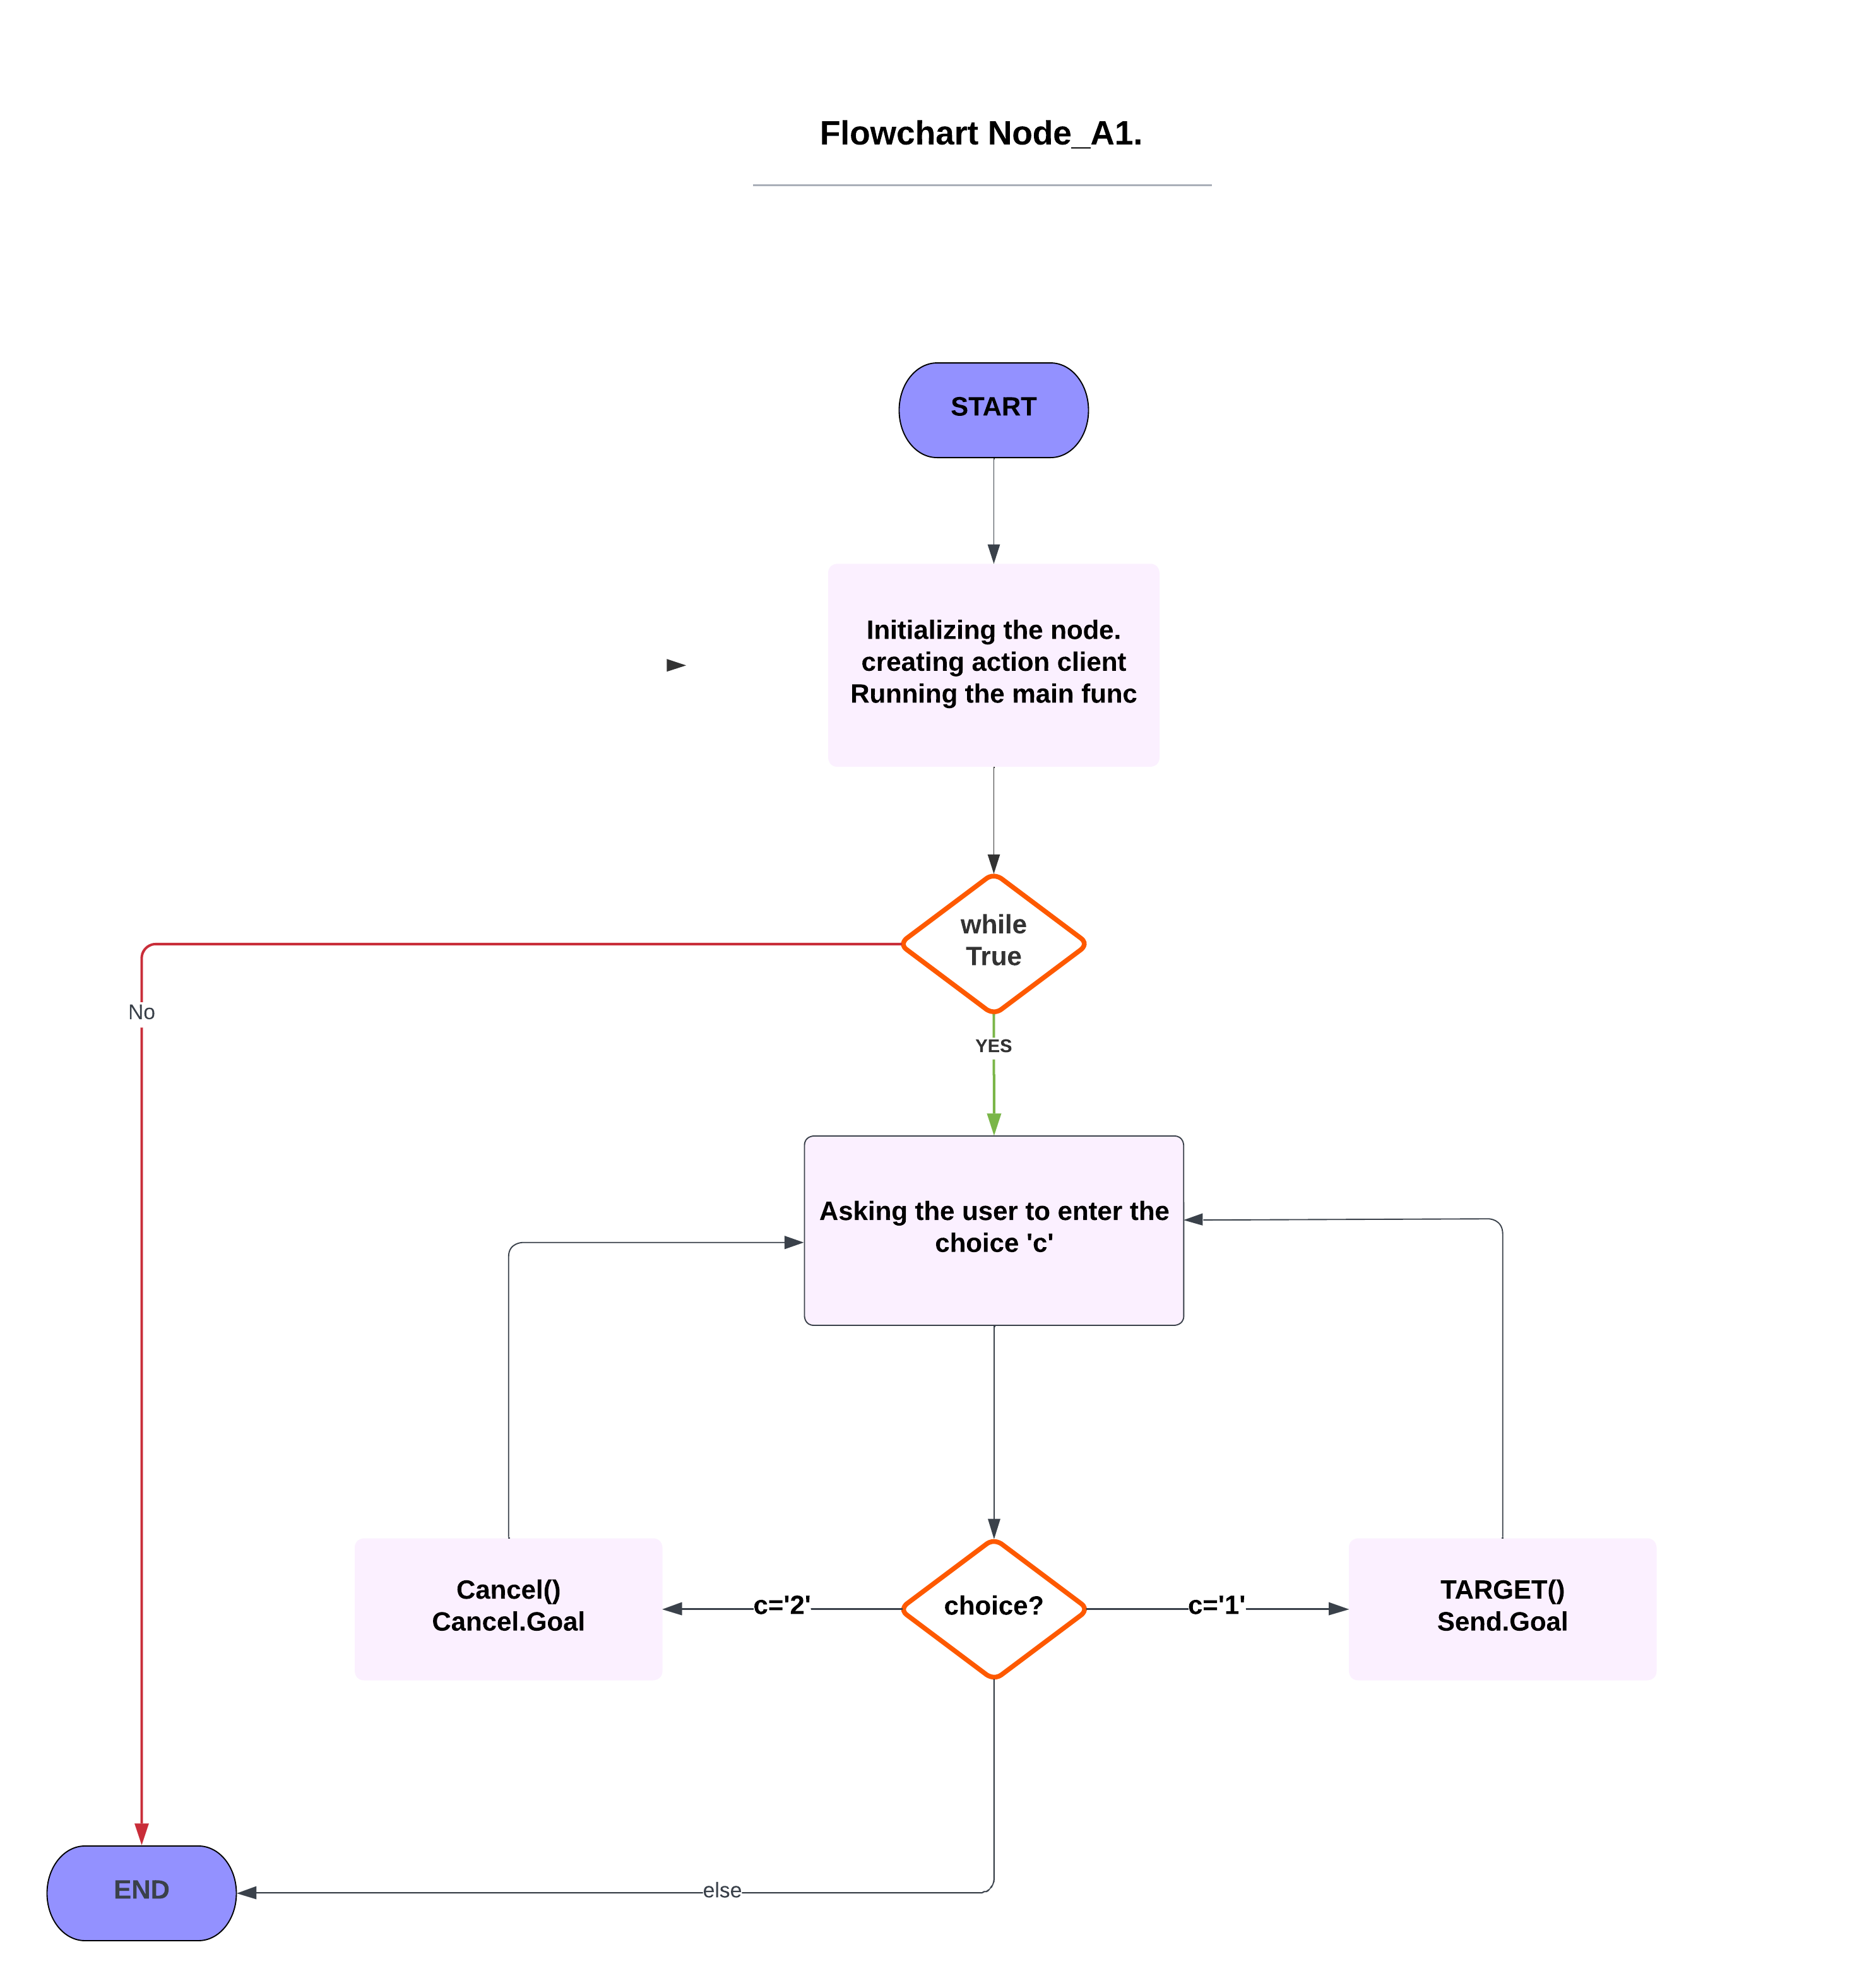 Flowchart Node_A1.
START
Initializing the node.
creating action client
Running the main func
while
True
No
YES
Asking the user to enter the
choice 'c'
Cancel()
Cancel.Goal
c='2'
choice?
c='1'
TARGET()
Send.Goal
END
else